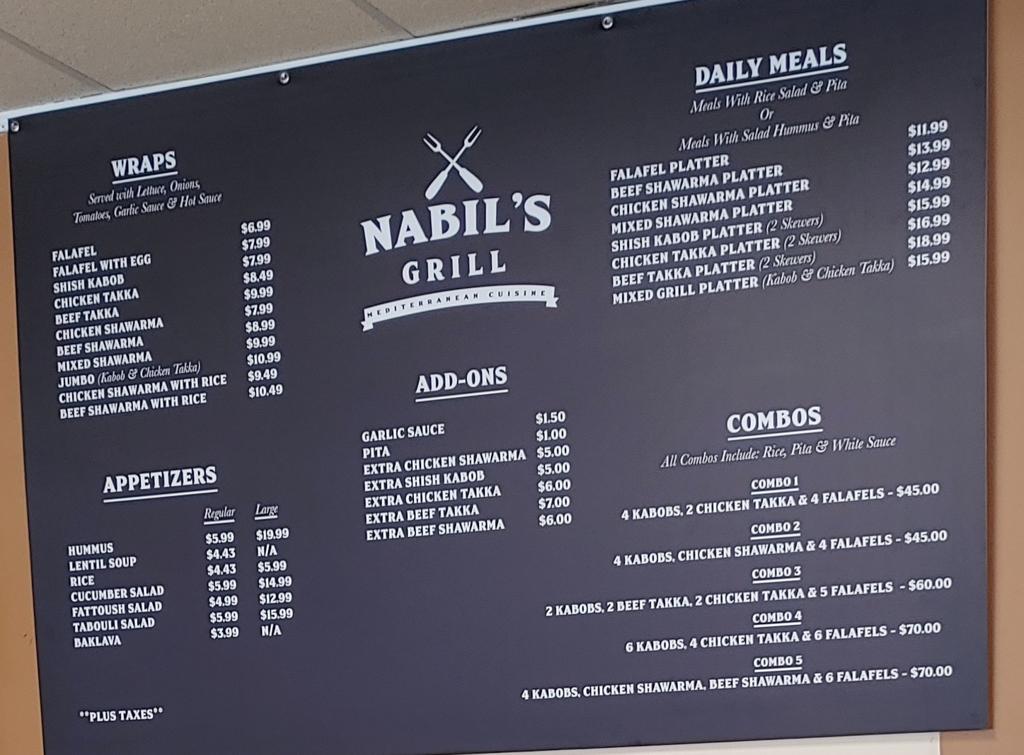 WRAPS
Served with Lettuce, Onions,
Tomatoes, Garlic Sauce & Hot Sauce
FALAFEL $6.99
FALAFEL WITH EGG $7.99
SHISH KABOB $7.99
CHICKEN TAKKA $8.49
BEEF TAKKA $9.99
CHICKEN SHAWARMA $7.99
BEEF SHAWARMA $8.99
MIXED SHAWARMA $9.99
JUMBO (Kabob & Chicken Takka) $10.99
CHICKEN SHAWARMA WITH RICE $9.49
BEEF SHAWARMA WITH RICE $10.49
APPETIZERS
Regular Large
HUMMUS $5.99 $19.99
LENTIL SOUP $4.43 N/A
RICE $4.43 $5.99
CUCUMBER SALAD $5.99 $14.99
FATTOUSH SALAD $4.99 $12.99
TABOULI SALAD $5.99 $15.99
BAKLAVA $3.99 N/A
**PLUS TAXES**
NABIL'S
GRILL
MEDITERRANEAN CUISINE
ADD-ONS
GARLIC SAUCE $1.50
PITA $1.00
EXTRA CHICKEN SHAWARMA $5.00
EXTRA SHISH KABOB $5.00
EXTRA CHICKEN TAKKA $6.00
EXTRA BEEF TAKKA $7.00
EXTRA BEEF SHAWARMA $6.00
DAILY MEALS
Meals With Rice Salad & Pita
Or
Meals With Salad Hummus & Pita
FALAFEL PLATTER $11.99
BEEF SHAWARMA PLATTER $13.99
CHICKEN SHAWARMA PLATTER $12.99
MIXED SHAWARMA PLATTER $14.99
SHISH KABOB PLATTER (2 Skewers) $15.99
CHICKEN TAKKA PLATTER (2 Skewers) $16.99
BEEF TAKKA PLATTER (2 Skewers) $18.99
MIXED GRILL PLATTER (Kabob & Chicken Takka) $15.99
COMBOS
All Combos Include: Rice, Pita & White Sauce
COMBO 1
4 KABOBS, 2 CHICKEN TAKKA & 4 FALAFELS - $45.00
COMBO 2
4 KABOBS, CHICKEN SHAWARMA & 4 FALAFELS - $45.00
COMBO 3
2 KABOBS, 2 BEEF TAKKA, 2 CHICKEN TAKKA & 5 FALAFELS - $60.00
COMBO 4
6 KABOBS, 4 CHICKEN TAKKA & 6 FALAFELS - $70.00
COMBO 5
4 KABOBS, CHICKEN SHAWARMA, BEEF SHAWARMA & 6 FALAFELS - $70.00